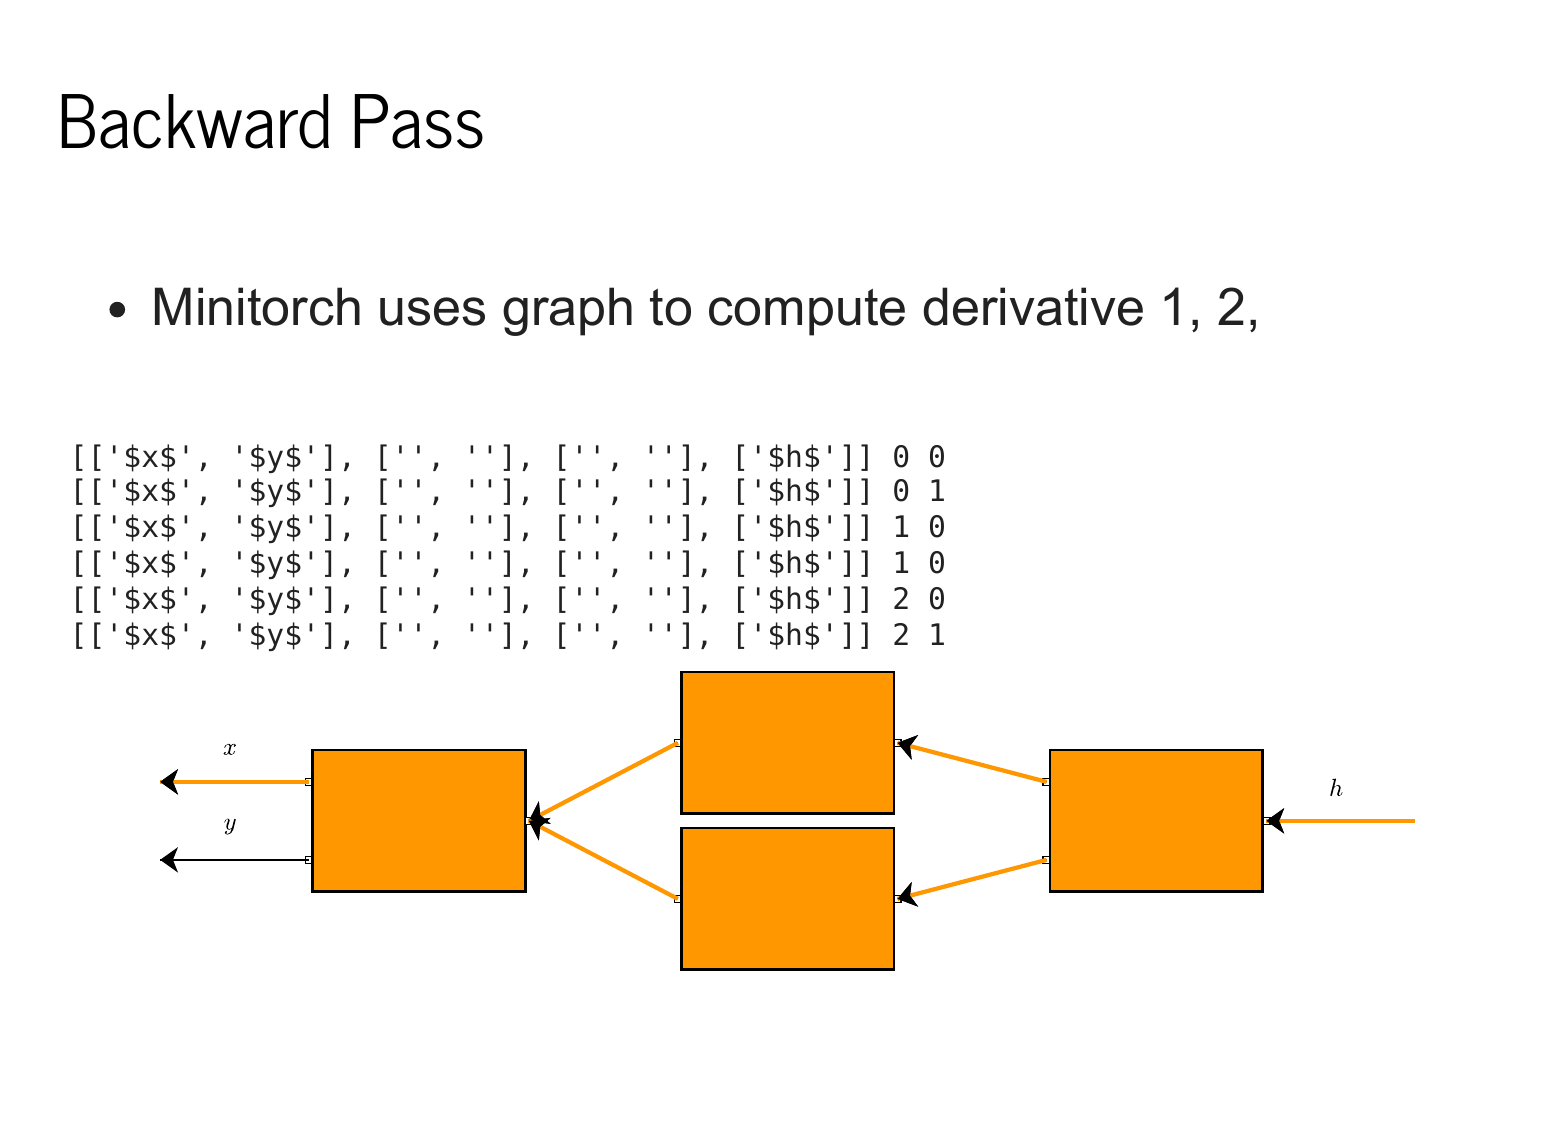 Backward Pass
• Minitorch uses graph to compute derivative 1, 2,
[['$x$', '$y$'], ['', ''], ['', ''], ['$h$']] 0 0
[['$x$', '$y$'], ['', ''], ['', ''], ['$h$']] 0 1
[['$x$', '$y$'], ['', ''], ['', ''], ['$h$']] 1 0
[['$x$', '$y$'], ['', ''], ['', ''], ['$h$']] 1 0
[['$x$', '$y$'], ['', ''], ['', ''], ['$h$']] 2 0
[['$x$', '$y$'], ['', ''], ['', ''], ['$h$']] 2 1
x
y
h